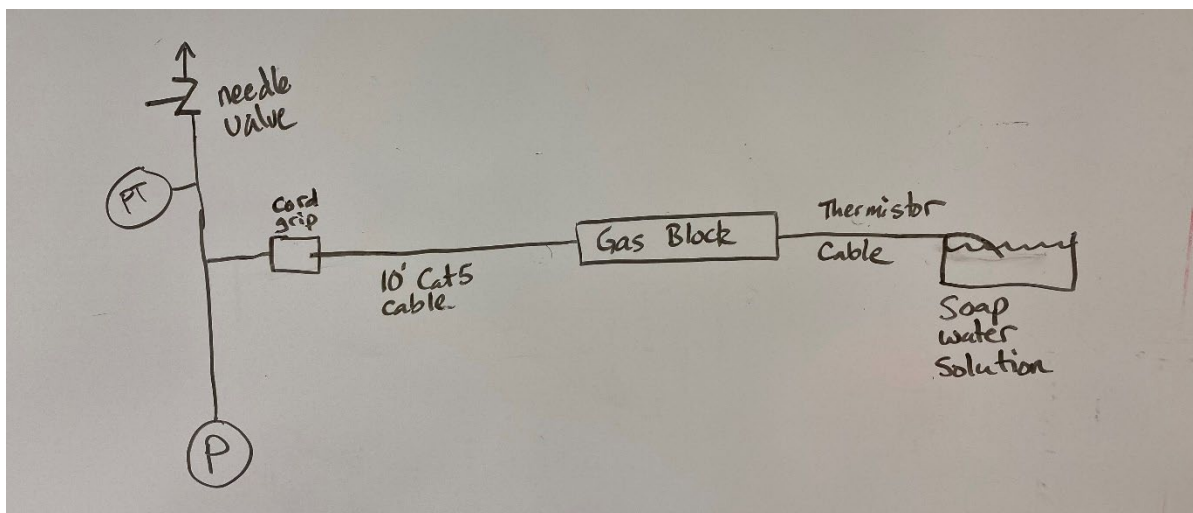 needle
valve
PT
Cord
grip
10' Cat5
cable
Gas Block
Thermistor
Cable
Soap
water
Solution
P